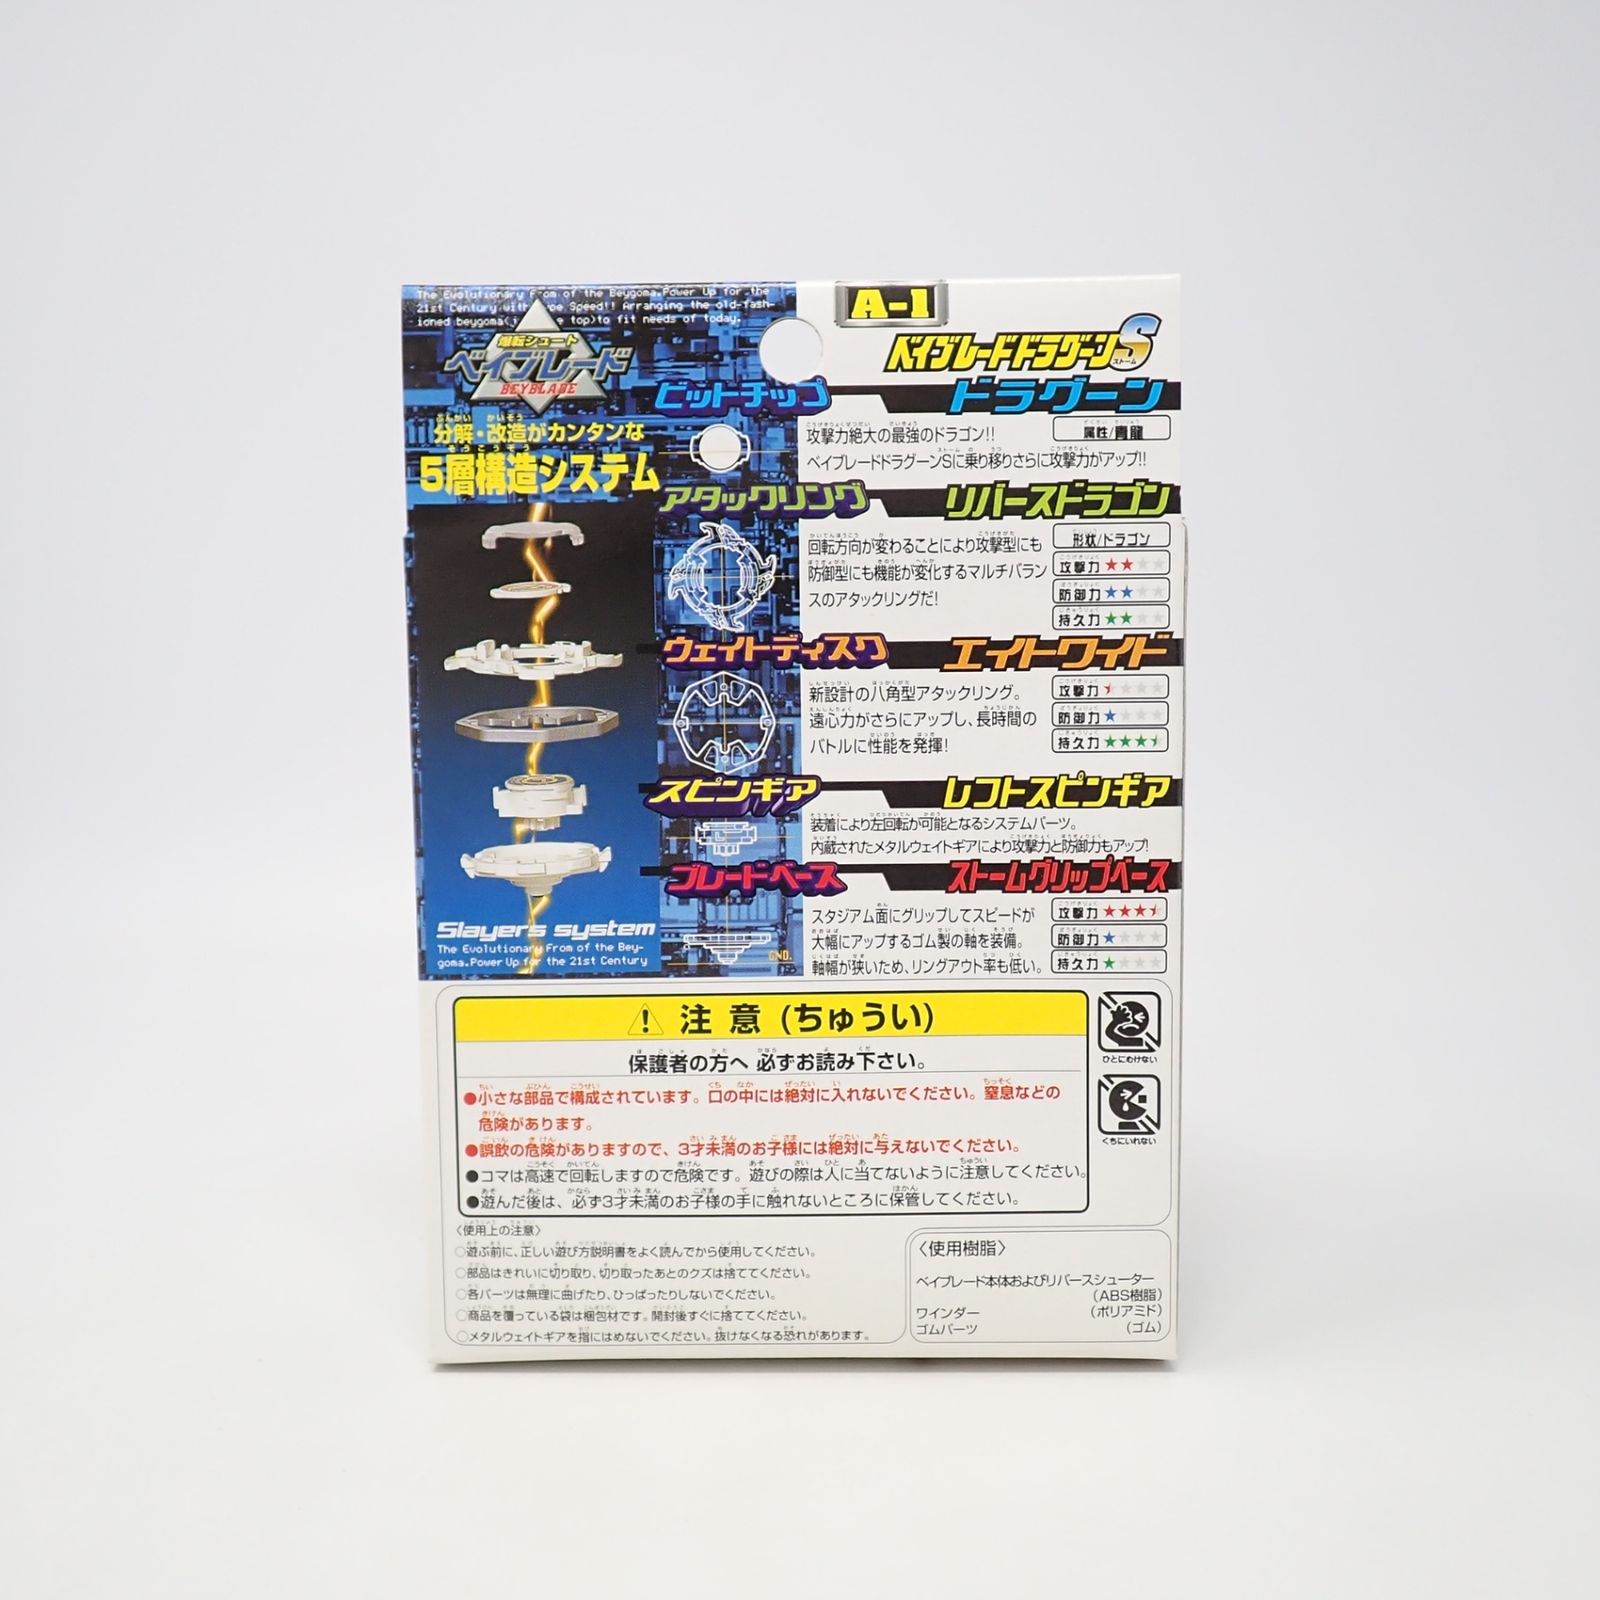 The Evolutionary From of the Beygoma.Power Up for the
21st Century with Speed!! Arranging the old-fash-
ioned beygoma( top)to fit needs of today.
爆転シュート
ベイブレード
BEYBLADE
分解・改造がカンタンな
5層構造システム
Slayers system
The Evolutionary From of the Bey-
goma.Power Up for the 21st Century
A-1
ベイブレードドラグーンS
ストーム
ビットチップ ドラグーン
攻撃力絶大の最強のドラゴン!!
属性/青龍
ベイブレードドラグーンSに乗り移りさらに攻撃力がアップ!!
アタックリング リバースドラゴン
回転方向が変わることにより攻撃型にも
防御型にも機能が変化するマルチバラン
スのアタックリングだ!
形状/ドラゴン
攻撃力★★
防御力★★
持久力★★
ウェイトディスク エイトワイド
新設計の八角型アタックリング。
遠心力がさらにアップし、長時間の
バトルに性能を発揮!
攻撃力
防御力★
持久力★★★
スピンギア レフトスピンギア
装着により左回転が可能となるシステムパーツ。
内蔵されたメタルウェイトギアにより攻撃力と防御力もアップ!
ブレードベース ストームグリップベース
スタジアム面にグリップしてスピードが
大幅にアップするゴム製の軸を装備。
軸幅が狭いため、リングアウト率も低い。
攻撃力★★★
防御力★
持久力★
GND.
注意(ちゅうい)
保護者の方へ 必ずお読み下さい。
●小さな部品で構成されています。口の中には絶対に入れないでください。窒息などの
危険があります。
●誤飲の危険がありますので、3才未満のお子様には絶対に与えないでください。
●コマは高速で回転しますので危険です。遊びの際は人に当てないように注意してください。
●遊んだ後は、必ず3才未満のお子様の手に触れないところに保管してください。
ひとにむけない
くちにいれない
〈使用上の注意〉
○遊ぶ前に、正しい遊び方説明書をよく読んでから使用してください。
○部品はきれいに切り取り、切り取ったあとのクズは捨ててください。
○各パーツは無理に曲げたり、ひっぱったりしないでください。
○商品を覆っている袋は梱包材です。開封後すぐに捨ててください。
○メタルウェイトギアを指にはめないでください。抜けなくなる恐れがあります。
〈使用樹脂〉
ベイブレード本体およびリバースシューター
(ABS樹脂)
ワインダー (ポリアミド)
ゴムパーツ (ゴム)